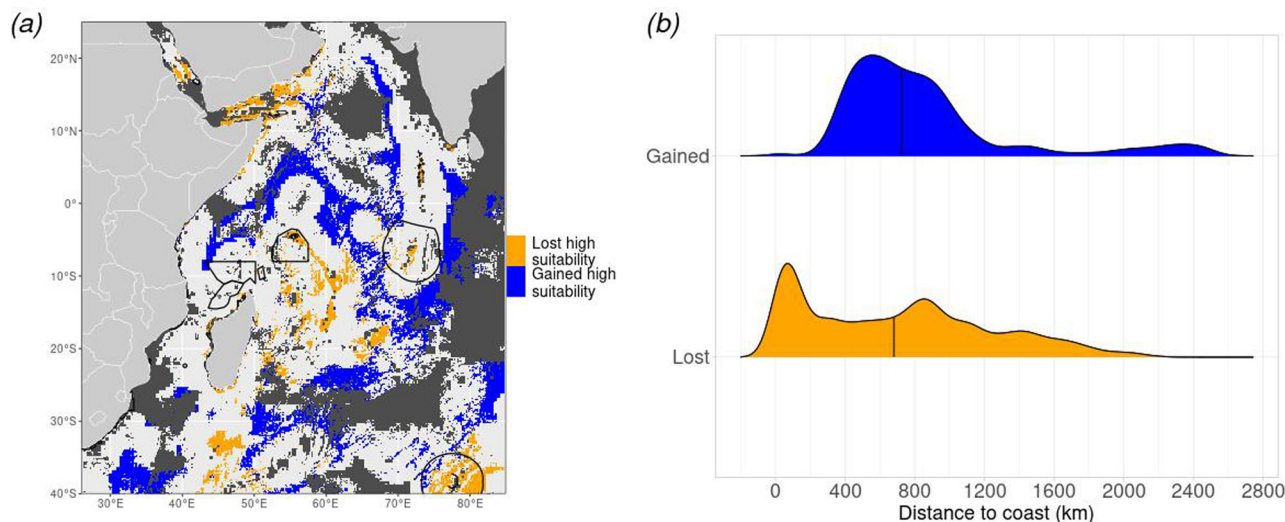 (a)
20°N
10°N
0°
10°S
20°S
30°S
40°S
30°E
40°E
50°E
60°E
70°E
80°E
Lost high
suitability
Gained high
suitability
(b)
Gained
Lost
0
400
800
1200
1600
2000
2400
2800
Distance to coast (km)